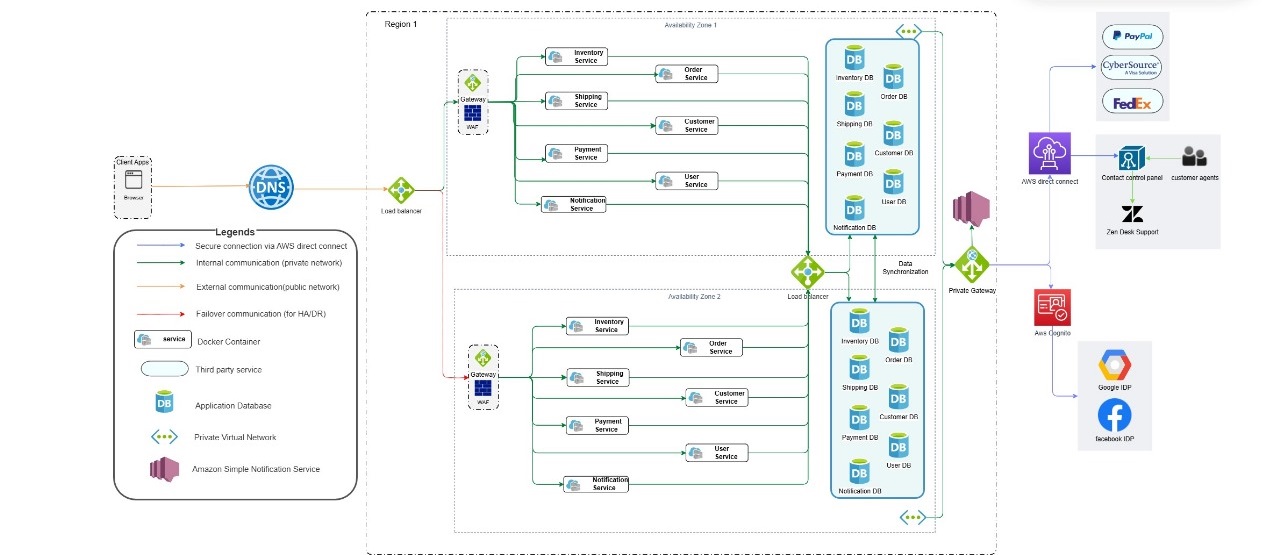 Region 1
Availability Zone 1
Inventory
Service
Order
Service
Gateway
WAF
Shipping
Service
Customer
Service
Payment
Service
User
Service
Notification
Service
Inventory DB
Order DB
Shipping DB
Customer DB
Payment DB
User DB
Notification DB
PayPal
CyberSource
A Visa Solution
FedEx
AWS direct connect
Contact control panel
customer agents
Zen Desk Support
Client Apps
Browser
DNS
Load balancer
Legends
Secure connection via AWS direct connect
Internal communication (private network)
External communication(public network)
Failover communication (for HA/DR)
service
Docker Container
Third party service
DB
Application Database
Private Virtual Network
Amazon Simple Notification Service
Load balancer
Data
Synchronization
Private Gateway
Availability Zone 2
Inventory
Service
Order
Service
Gateway
WAF
Shipping
Service
Customer
Service
Payment
Service
User
Service
Notification
Service
Inventory DB
Order DB
Shipping DB
Customer DB
Payment DB
User DB
Notification DB
DB
DB
DB
DB
DB
DB
DB
DB
DB
DB
DB
DB
DB
DB
Aws Cognito
Google IDP
facebook IDP